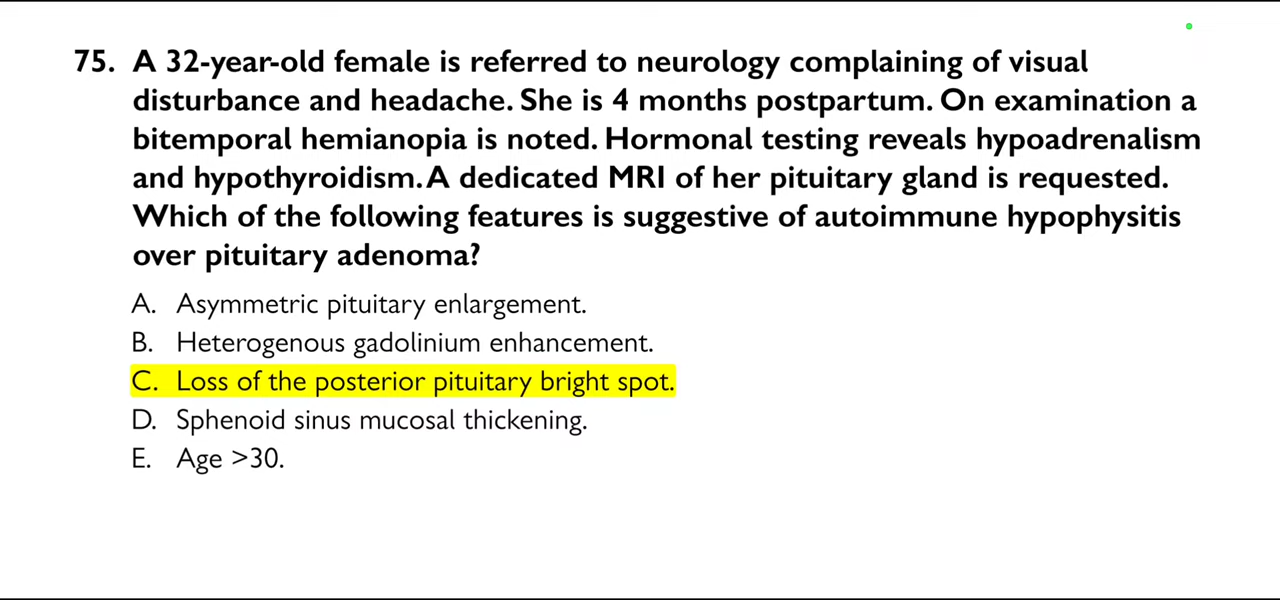 75. A 32-year-old female is referred to neurology complaining of visual
disturbance and headache. She is 4 months postpartum. On examination a
bitemporal hemianopia is noted. Hormonal testing reveals hypoadrenalism
and hypothyroidism. A dedicated MRI of her pituitary gland is requested.
Which of the following features is suggestive of autoimmune hypophysitis
over pituitary adenoma?
A. Asymmetric pituitary enlargement.
B. Heterogenous gadolinium enhancement.
C. Loss of the posterior pituitary bright spot.
D. Sphenoid sinus mucosal thickening.
E. Age >30.